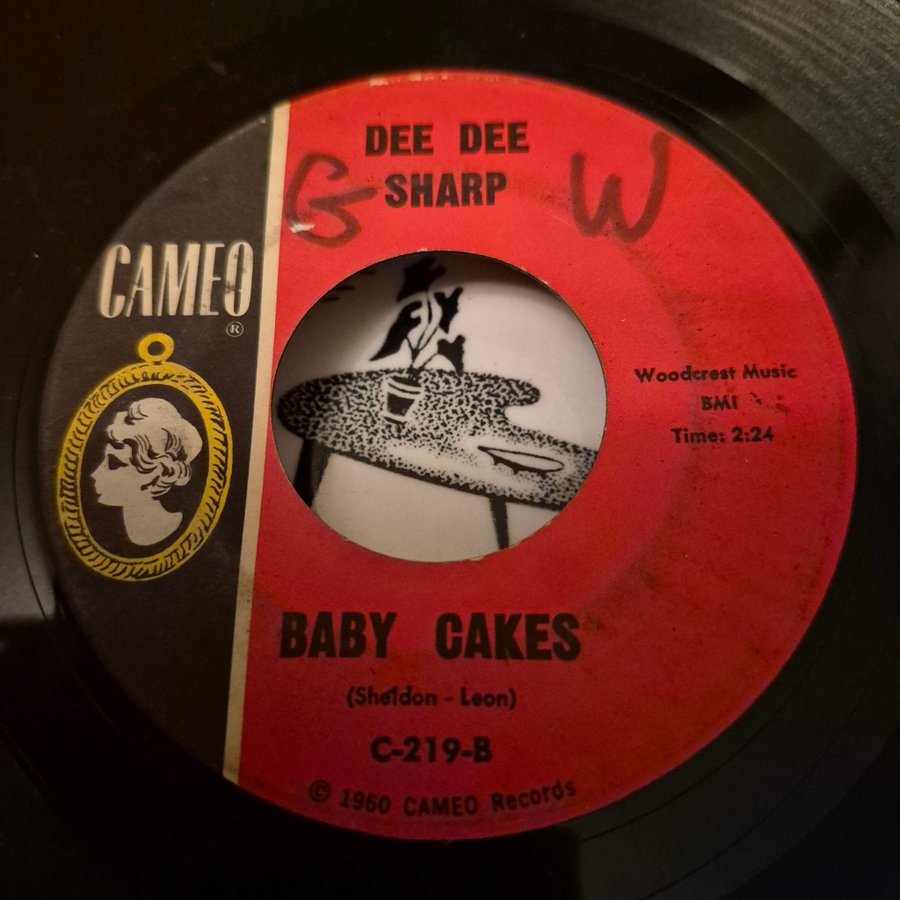 DEE DEE
G SHARP W
CAMEO
®
Woodcrest Music
BMI
Time: 2:24
BABY CAKES
(Sheldon - Leon)
C-219-B
© 1960 CAMEO Records